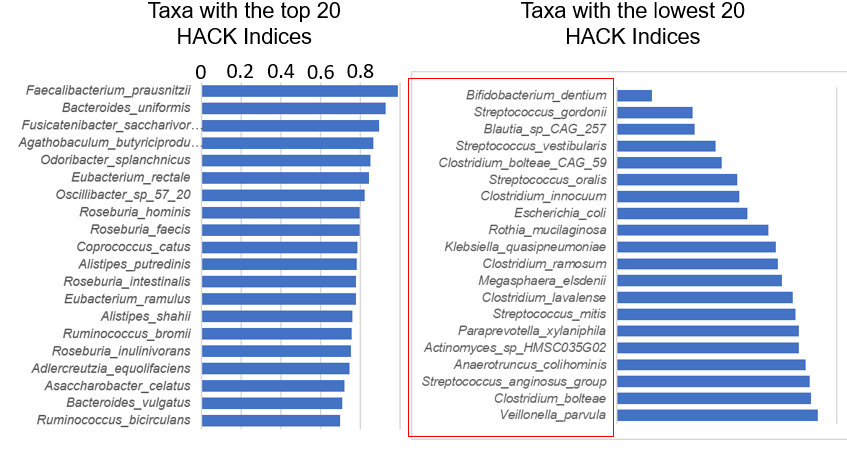 Taxa with the top 20
HACK Indices
0 0.2 0.4 0.6 0.8
Faecalibacterium_prausnitzii
Bacteroides_uniformis
Fusicatenibacter_saccharivor…
Agathobaculum_butyriciprodu…
Odoribacter_splanchnicus
Eubacterium_rectale
Oscillibacter_sp_57_20
Roseburia_hominis
Roseburia_faecis
Coprococcus_catus
Alistipes_putredinis
Roseburia_intestinalis
Eubacterium_ramulus
Alistipes_shahii
Ruminococcus_bromii
Roseburia_inulinivorans
Adlercreutzia_equolifaciens
Asaccharobacter_celatus
Bacteroides_vulgatus
Ruminococcus_bicirculans
Taxa with the lowest 20
HACK Indices
Bifidobacterium_dentium
Streptococcus_gordonii
Blautia_sp_CAG_257
Streptococcus_vestibularis
Clostridium_bolteae_CAG_59
Streptococcus_oralis
Clostridium_innocuum
Escherichia_coli
Rothia_mucilaginosa
Klebsiella_quasipneumoniae
Clostridium_ramosum
Megasphaera_elsdenii
Clostridium_lavalense
Streptococcus_mitis
Paraprevotella_xylaniphila
Actinomyces_sp_HMSC035G02
Anaerotruncus_colihominis
Streptococcus_anginosus_group
Clostridium_bolteae
Veillonella_parvula